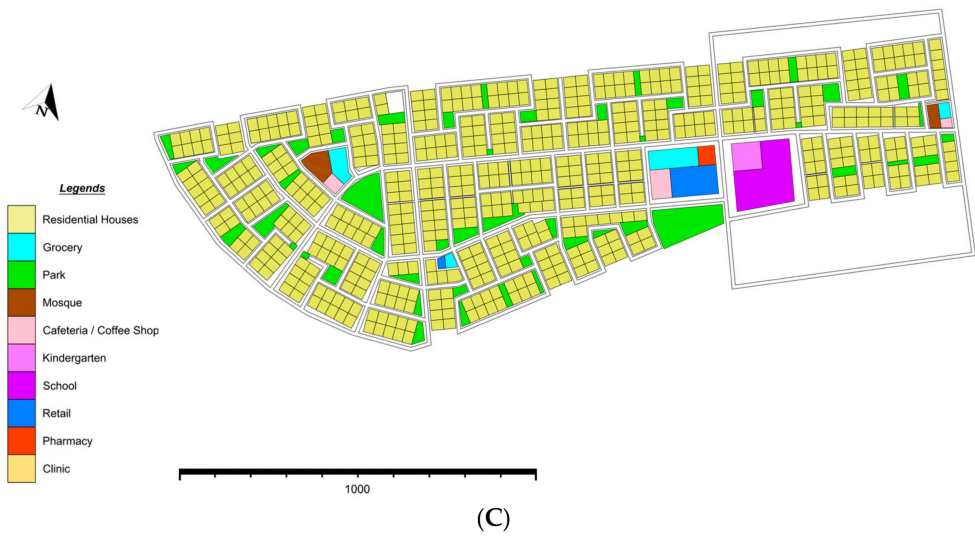 N
Legends
Residential Houses
Grocery
Park
Mosque
Cafeteria / Coffee Shop
Kindergarten
School
Retail
Pharmacy
Clinic
1000
(C)